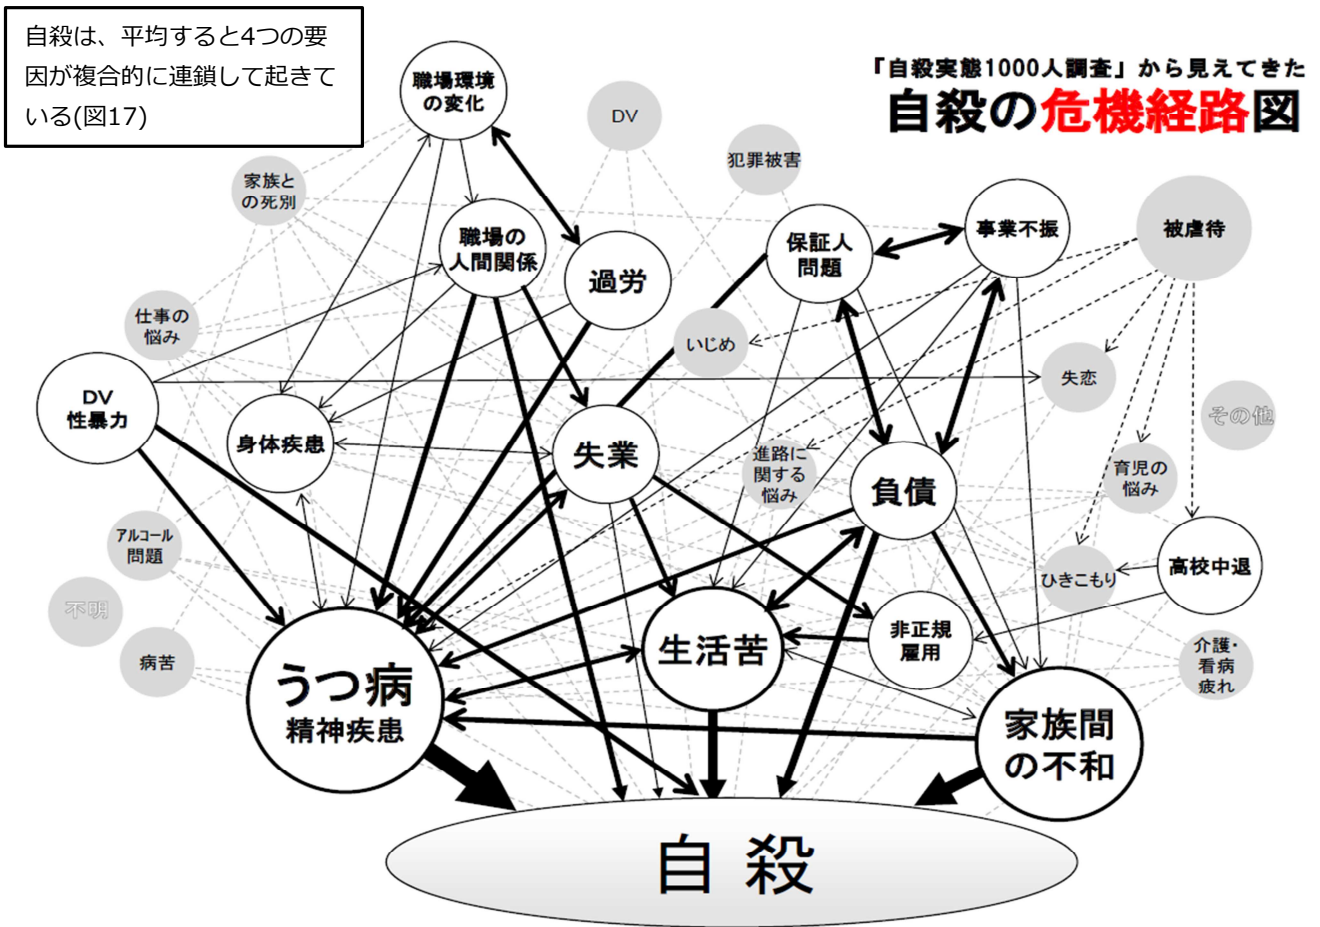 自殺は、平均すると4つの要
因が複合的に連鎖して起きて
いる(図17)
「自殺実態1000人調査」から見えてきた
自殺の危機経路図
職場環境
の変化
DV
犯罪被害
家族と
の死別
職場の
人間関係
過労
保証人
問題
事業不振
被虐待
仕事の
悩み
いじめ
失恋
DV
性暴力
その他
身体疾患
失業
進路に
関する
悩み
負債
育児の
悩み
アルコール
問題
ひきこもり
高校中退
不明
病苦
うつ病
精神疾患
生活苦
非正規
雇用
介護・
看病
疲れ
家族間
の不和
自殺